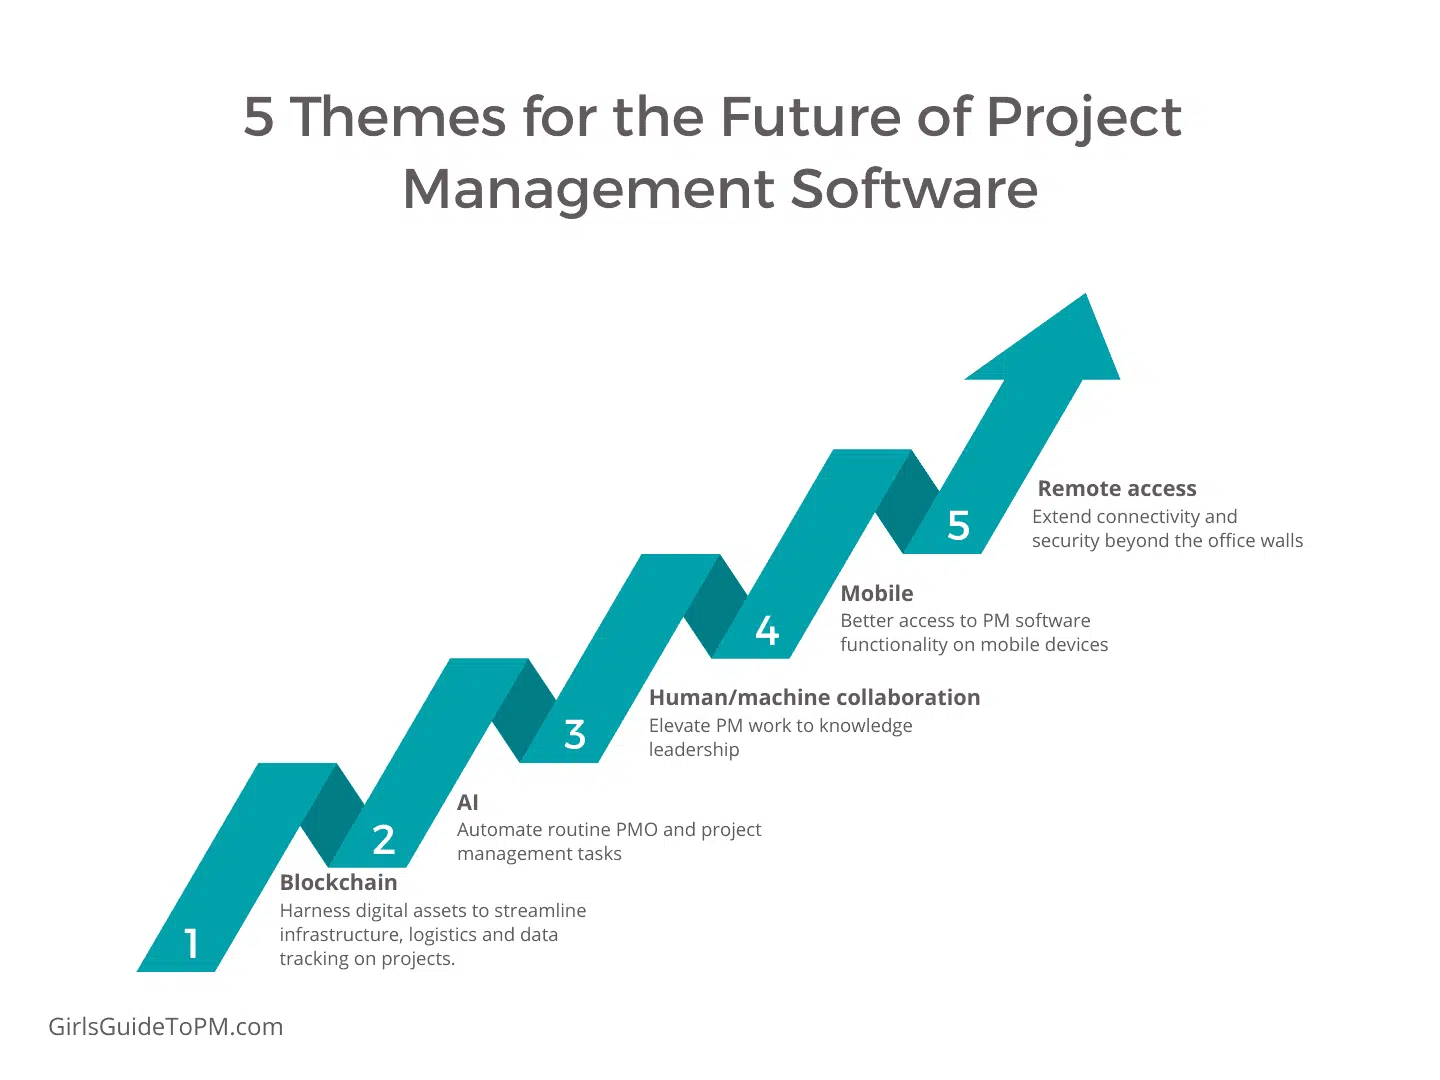 5 Themes for the Future of Project
Management Software
1
Blockchain
Harness digital assets to streamline
infrastructure, logistics and data
tracking on projects.
2
AI
Automate routine PMO and project
management tasks
3
Human/machine collaboration
Elevate PM work to knowledge
leadership
4
Mobile
Better access to PM software
functionality on mobile devices
5
Remote access
Extend connectivity and
security beyond the office walls
GirlsGuideToPM.com